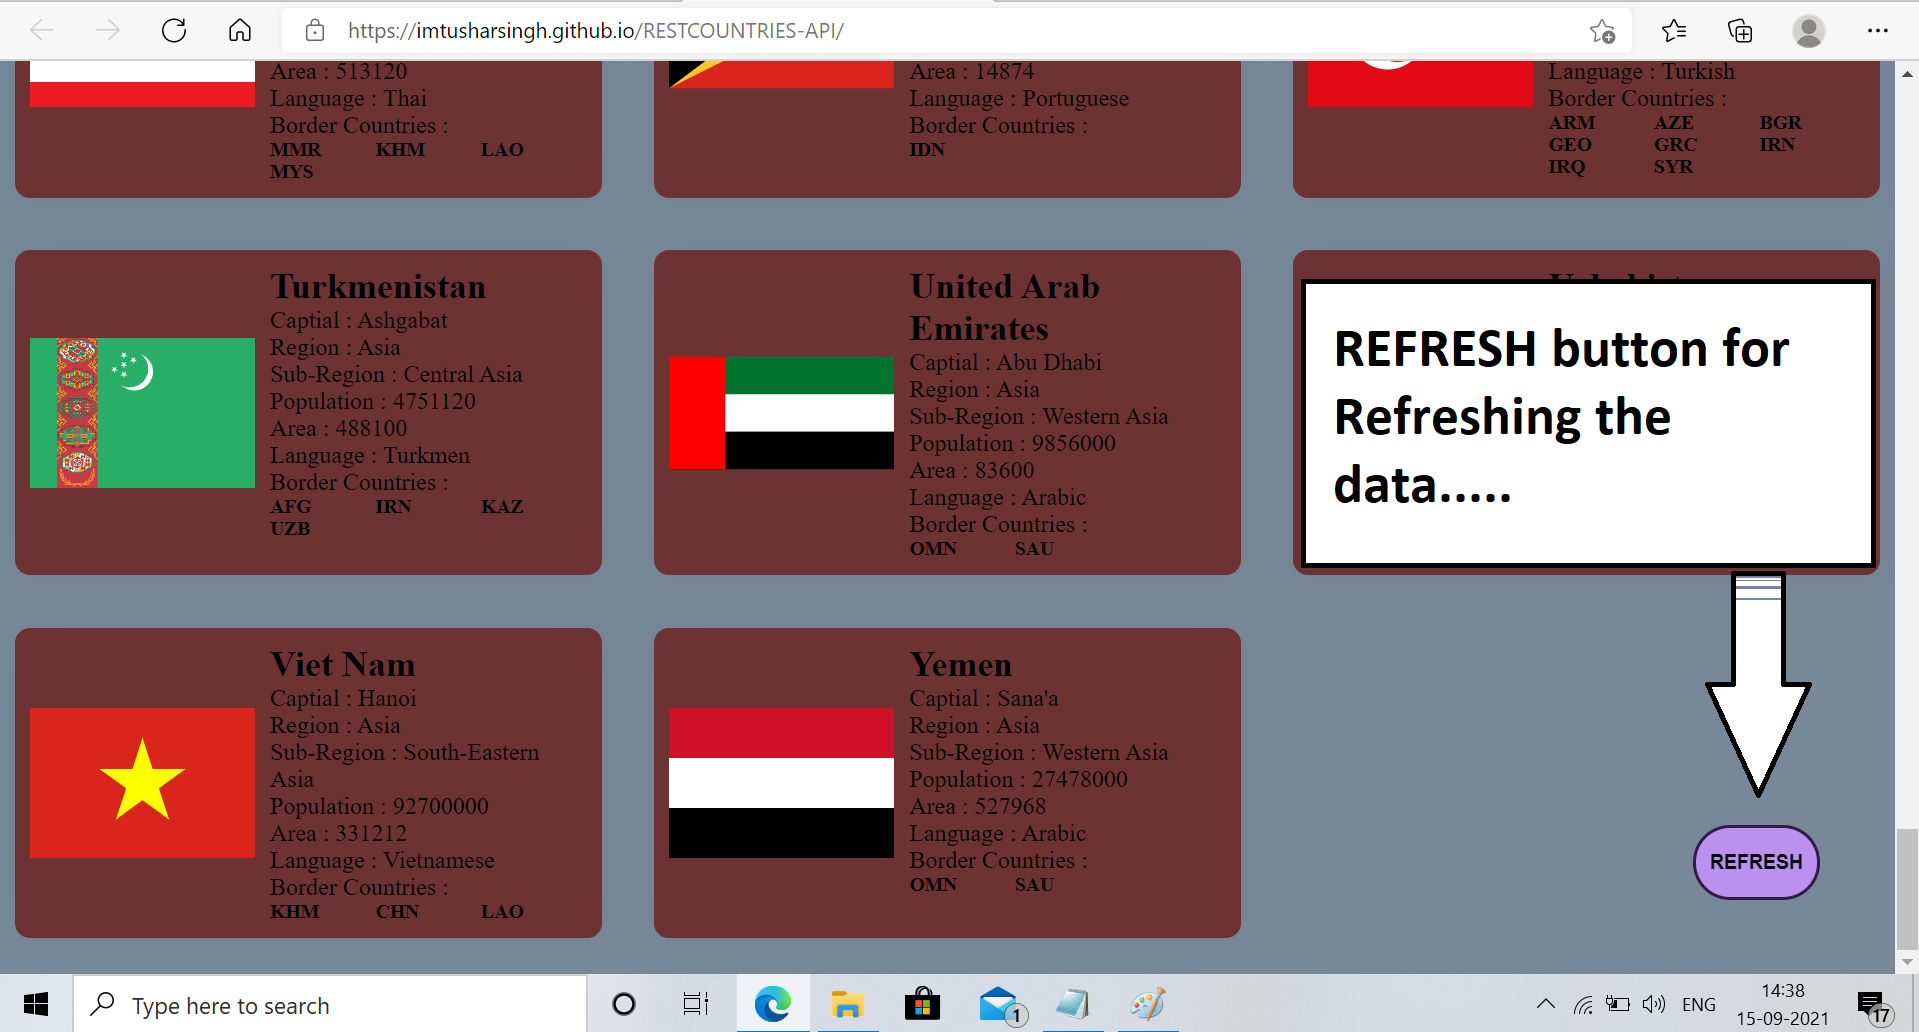 https://imtusharsingh.github.io/RESTCOUNTRIES-API/
Area : 513120
Language : Thai
Border Countries :
MMR KHM LAO
MYS
Area : 14874
Language : Portuguese
Border Countries :
IDN
Language : Turkish
Border Countries :
ARM AZE BGR
GEO GRC IRN
IRQ SYR
Turkmenistan
Captial : Ashgabat
Region : Asia
Sub-Region : Central Asia
Population : 4751120
Area : 488100
Language : Turkmen
Border Countries :
AFG IRN KAZ
UZB
United Arab
Emirates
Captial : Abu Dhabi
Region : Asia
Sub-Region : Western Asia
Population : 9856000
Area : 83600
Language : Arabic
Border Countries :
OMN SAU
REFRESH button for
Refreshing the
data.....
Viet Nam
Captial : Hanoi
Region : Asia
Sub-Region : South-Eastern
Asia
Population : 92700000
Area : 331212
Language : Vietnamese
Border Countries :
KHM CHN LAO
Yemen
Captial : Sana'a
Region : Asia
Sub-Region : Western Asia
Population : 27478000
Area : 527968
Language : Arabic
Border Countries :
OMN SAU
REFRESH
Type here to search
1
ENG
14:38
15-09-2021
17